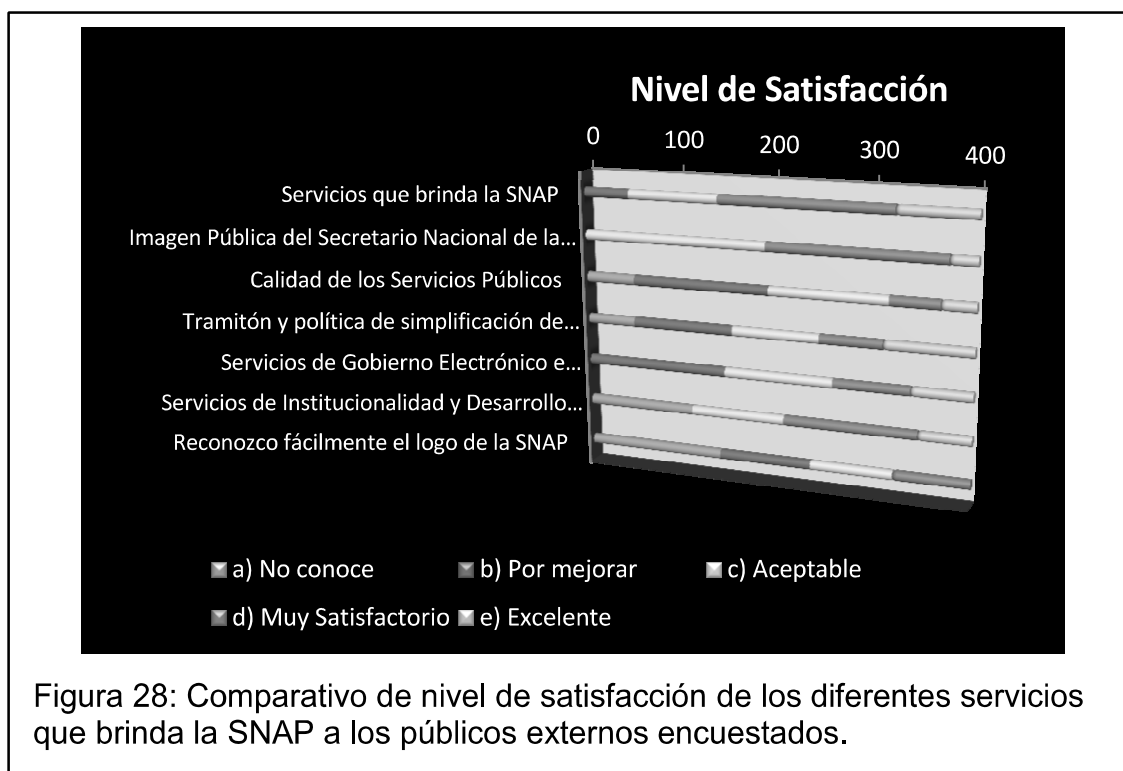 Nivel de Satisfacción
0 100 200 300 400
Servicios que brinda la SNAP
Imagen Pública del Secretario Nacional de la...
Calidad de los Servicios Públicos
Tramitón y política de simplificación de...
Servicios de Gobierno Electrónico e...
Servicios de Institucionalidad y Desarrollo...
Reconozco fácilmente el logo de la SNAP
a) No conoce b) Por mejorar c) Aceptable
d) Muy Satisfactorio e) Excelente
Figura 28: Comparativo de nivel de satisfacción de los diferentes servicios
que brinda la SNAP a los públicos externos encuestados.